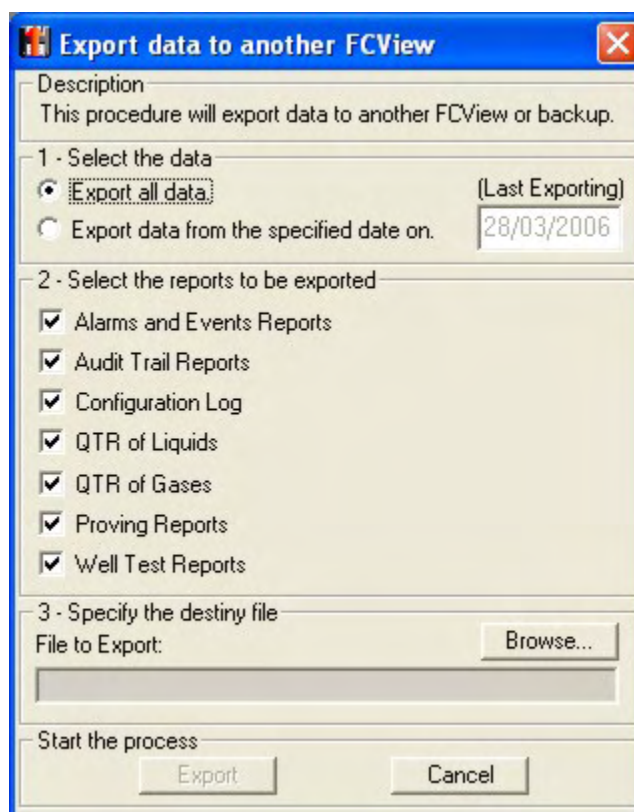 Export data to another FCView
Description
This procedure will export data to another FCView or backup.
1 - Select the data
Export all data.
(Last Exporting)
Export data from the specified date on.
28/03/2006
2 - Select the reports to be exported
Alarms and Events Reports
Audit Trail Reports
Configuration Log
QTR of Liquids
QTR of Gases
Proving Reports
Well Test Reports
3 - Specify the destiny file
File to Export:
Browse...
Start the process
Export
Cancel